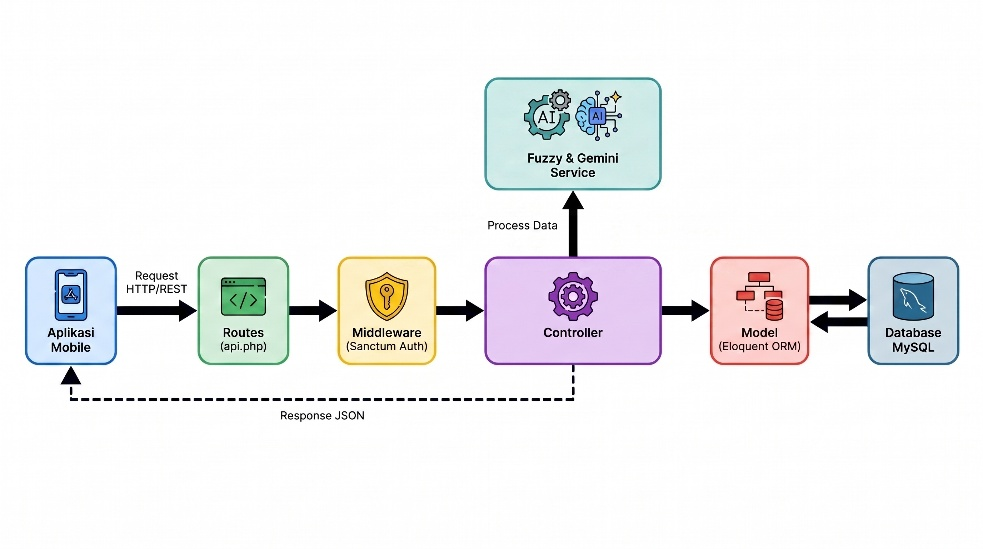 AI
AI
Fuzzy & Gemini
Service
Process Data
Request
HTTP/REST
Aplikasi
Mobile
</>
Routes
(api.php)
Middleware
(Sanctum Auth)
Controller
Model
(Eloquent ORM)
Database
MySQL
Response JSON